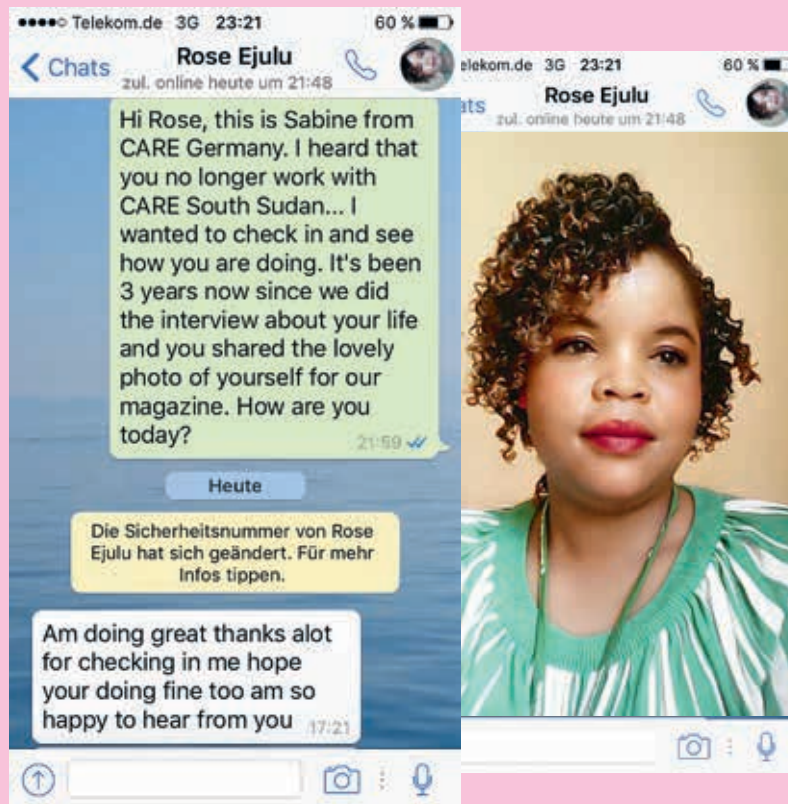 Telekom.de 3G 23:21 60 %
Chats
Rose Ejulu
zul. online heute um 21:48
Hi Rose, this is Sabine from
CARE Germany. I heard that
you no longer work with
CARE South Sudan... I
wanted to check in and see
how you are doing. It's been
3 years now since we did
the interview about your life
and you shared the lovely
photo of yourself for our
magazine. How are you
today?
21:59
Heute
Die Sicherheitsnummer von Rose
Ejulu hat sich geändert. Für mehr
Infos tippen.
Am doing great thanks alot
for checking in me hope
your doing fine too am so
happy to hear from you
17:21
elekom.de 3G 23:21 60 %
ats
Rose Ejulu
zul. online heute um 21:48